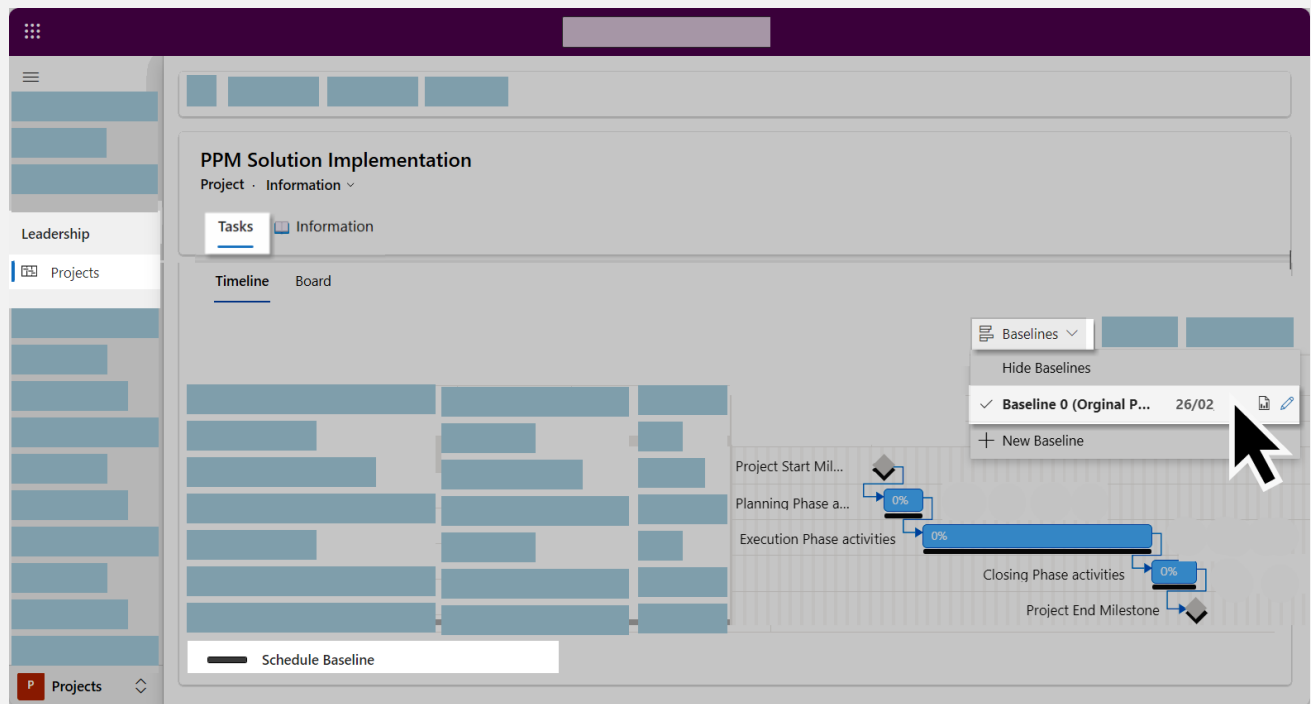 PPM Solution Implementation
Project · Information
Tasks
Information
Leadership
Projects
Timeline
Board
Baselines
Hide Baselines
Baseline 0 (Orginal P... 26/02
New Baseline
Project Start Mil...
Planning Phase a...
0%
Execution Phase activities
0%
Closing Phase activities
0%
Project End Milestone
Schedule Baseline
P
Projects